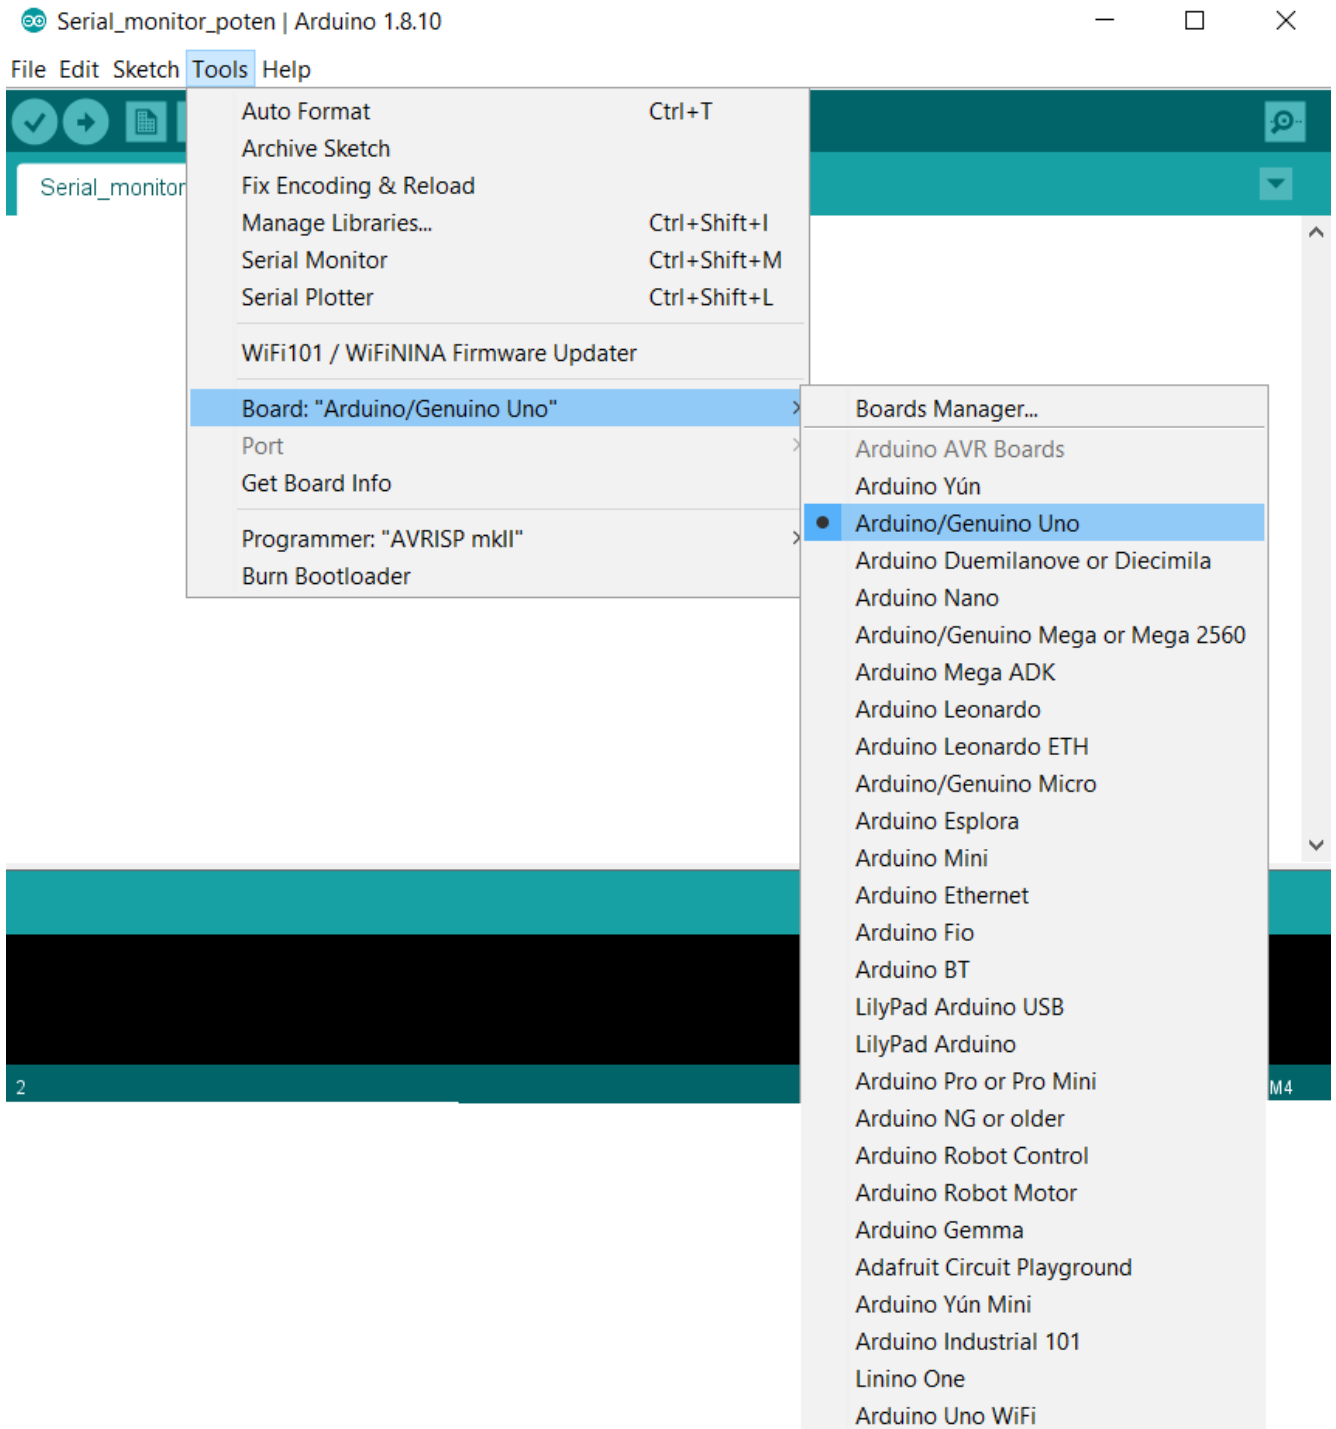 Serial_monitor_poten | Arduino 1.8.10
File Edit Sketch Tools Help
Serial_monitor
Auto Format Ctrl+T
Archive Sketch
Fix Encoding & Reload
Manage Libraries... Ctrl+Shift+I
Serial Monitor Ctrl+Shift+M
Serial Plotter Ctrl+Shift+L
WiFi101 / WiFiNINA Firmware Updater
Board: "Arduino/Genuino Uno"
Port
Get Board Info
Programmer: "AVRISP mkII"
Burn Bootloader
Boards Manager...
Arduino AVR Boards
Arduino Yún
Arduino/Genuino Uno
Arduino Duemilanove or Diecimila
Arduino Nano
Arduino/Genuino Mega or Mega 2560
Arduino Mega ADK
Arduino Leonardo
Arduino Leonardo ETH
Arduino/Genuino Micro
Arduino Esplora
Arduino Mini
Arduino Ethernet
Arduino Fio
Arduino BT
LilyPad Arduino USB
LilyPad Arduino
Arduino Pro or Pro Mini
Arduino NG or older
Arduino Robot Control
Arduino Robot Motor
Arduino Gemma
Adafruit Circuit Playground
Arduino Yún Mini
Arduino Industrial 101
Linino One
Arduino Uno WiFi
2
M4